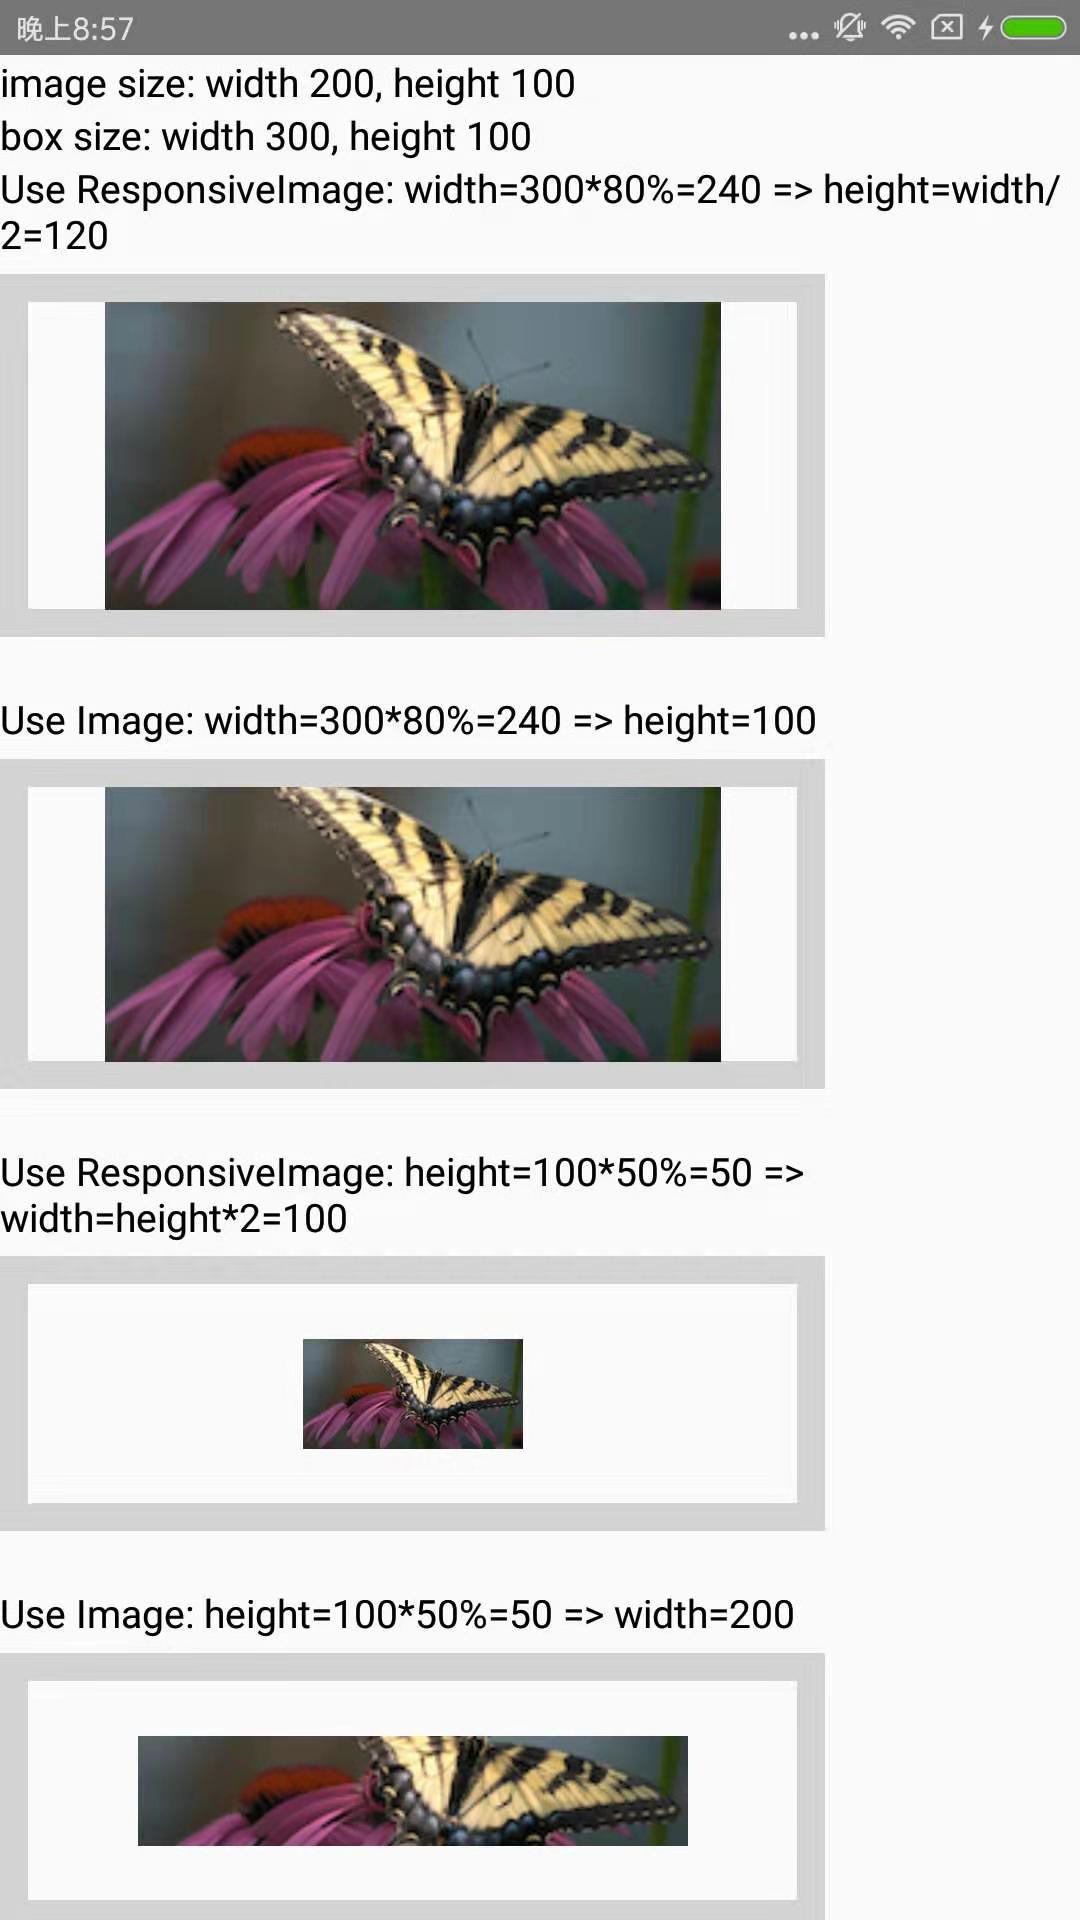 晚上8:57
image size: width 200, height 100
box size: width 300, height 100
Use ResponsiveImage: width=300*80%=240 => height=width/
2=120
Use Image: width=300*80%=240 => height=100
Use ResponsiveImage: height=100*50%=50 =>
width=height*2=100
Use Image: height=100*50%=50 => width=200